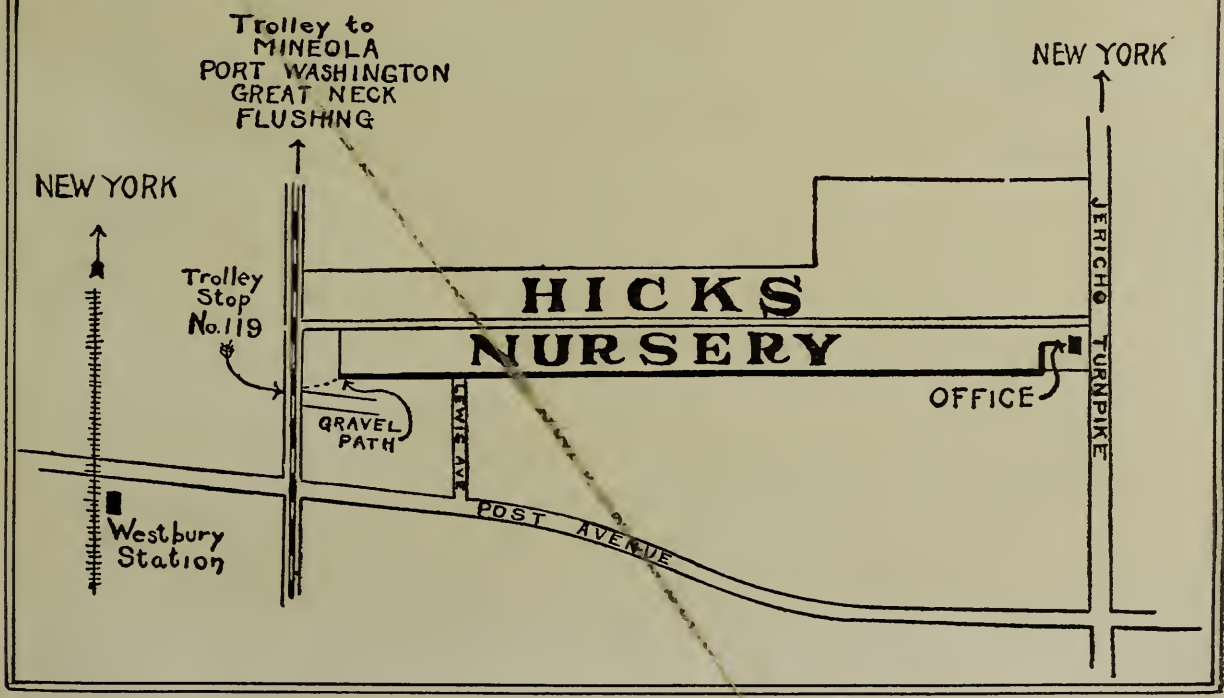 Trolley to
MINEOLA
PORT WASHINGTON
GREAT NECK
FLUSHING
NEW YORK
NEW YORK
Trolley
Stop
No. 119
HICKS
NURSERY
JERICHO TURNPIKE
OFFICE
GRAVEL
PATH
LEWIS AVE
POST AVENUE
Westbury
Station